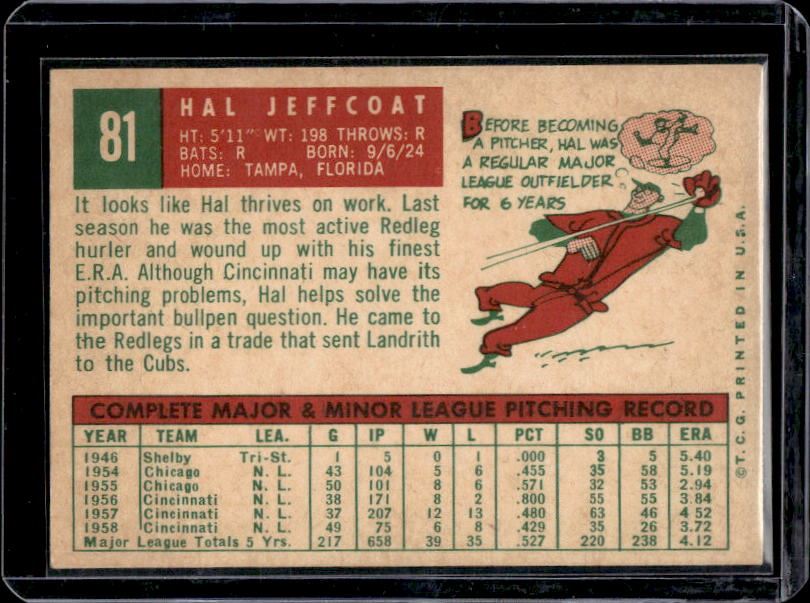 81
HAL JEFFCOAT
HT: 5'11" WT: 198 THROWS: R
BATS: R BORN: 9/6/24
HOME: TAMPA, FLORIDA
It looks like Hal thrives on work. Last
season he was the most active Redleg
hurler and wound up with his finest
E.R.A. Although Cincinnati may have its
pitching problems, Hal helps solve the
important bullpen question. He came to
the Redlegs in a trade that sent Landrith
to the Cubs.
BEFORE BECOMING
A PITCHER, HAL WAS
A REGULAR MAJOR
LEAGUE OUTFIELDER
FOR 6 YEARS
COMPLETE MAJOR & MINOR LEAGUE PITCHING RECORD
YEAR TEAM LEA. G IP W L PCT SO BB ERA
1946 Shelby Tri-St. 1 5 0 1 .000 3 5 5.40
1954 Chicago N. L. 43 104 5 6 .455 35 58 5.19
1955 Chicago N. L. 50 101 8 6 .571 32 53 2.94
1956 Cincinnati N. L. 38 171 8 2 .800 55 55 3.84
1957 Cincinnati N. L. 37 207 12 13 .480 63 46 4 52
1958 Cincinnati N. L. 49 75 6 8 .429 35 26 3.72
Major League Totals 5 Yrs. 217 658 39 35 .527 220 238 4.12
©T. C. G. PRINTED IN U.S.A.